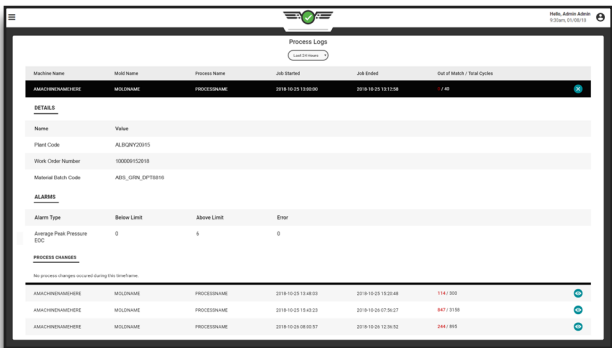 Hello, Admin Admin
9:35am, 01/08/19
Process Logs
Last 24 Hours
Machine Name Mold Name Process Name Job Started Job Ended Out of Match / Total Cycles
AMACHINENAMEHERE MOLDNAME PROCESSNAME 2018-10-25 13:00:00 2018-10-25 13:12:58 / 40
DETAILS
Name Value
Plant Code ALBQNY20915
Work Order Number 100009152018
Material Batch Code ABS_GRN_DPT0818
ALARMS
Alarm Type Below Limit Above Limit Error
Average Peak Pressure 0 6 0
EOC
PROCESS CHANGES
No process changes occured during this timeframe.
AMACHINENAMEHERE MOLDNAME PROCESSNAME 2018-10-25 13:48:03 2018-10-25 15:20:48 114 / 300
AMACHINENAMEHERE MOLDNAME PROCESSNAME 2018-10-25 15:43:23 2018-10-26 07:56:27 847 / 3158
AMACHINENAMEHERE MOLDNAME PROCESSNAME 2018-10-26 08:00:57 2018-10-26 12:36:52 244 / 895